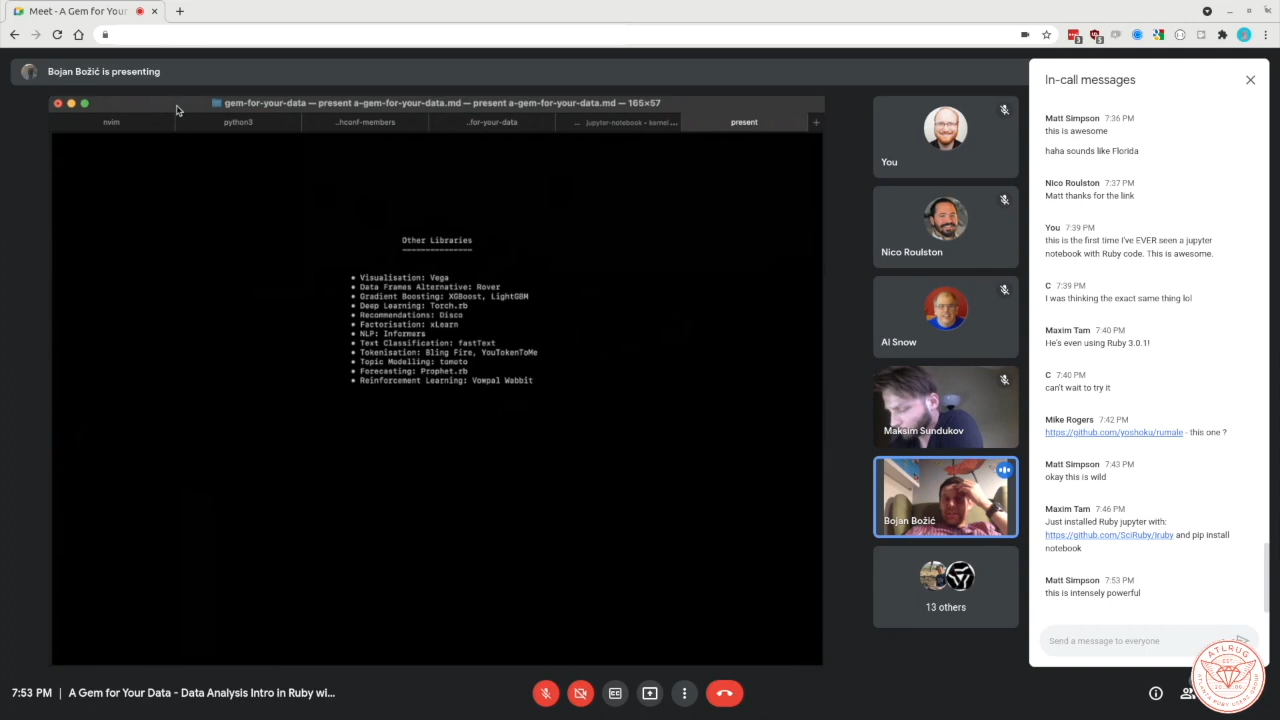 Meet - A Gem for Your
Bojan Božić is presenting
gem-for-your-data — present a-gem-for-your-data.md — present a-gem-for-your-data.md — 165×57
nvim
python3
..hconf-members
..for-your-data
... jupyter-notebook - kernel ...
present
Other Libraries
===============
• Visualisation: Vega
• Data Frames Alternative: Rover
• Gradient Boosting: XGBoost, LightGBM
• Deep Learning: Torch.rb
• Recommendations: Disco
• Factorisation: xLearn
• NLP: Informers
• Text Classification: fastText
• Tokenisation: Bling Fire, YouTokenToMe
• Topic Modelling: tomoto
• Forecasting: Prophet.rb
• Reinforcement Learning: Vowpal Wabbit
You
Nico Roulston
Al Snow
Maksim Sundukov
Bojan Božić
13 others
In-call messages
Matt Simpson 7:36 PM
this is awesome
haha sounds like Florida
Nico Roulston 7:37 PM
Matt thanks for the link
You 7:39 PM
this is the first time I've EVER seen a jupyter
notebook with Ruby code. This is awesome.
C 7:39 PM
I was thinking the exact same thing lol
Maxim Tam 7:40 PM
He's even using Ruby 3.0.1!
C 7:40 PM
can't wait to try it
Mike Rogers 7:42 PM
https://github.com/yoshoku/rumale - this one ?
Matt Simpson 7:43 PM
okay this is wild
Maxim Tam 7:46 PM
Just installed Ruby jupyter with:
https://github.com/SciRuby/iruby and pip install
notebook
Matt Simpson 7:53 PM
this is intensely powerful
Send a message to everyone
7:53 PM | A Gem for Your Data - Data Analysis Intro in Ruby wi...
ATLRUG
EST.
ATLANTA RUBY USERS GROUP